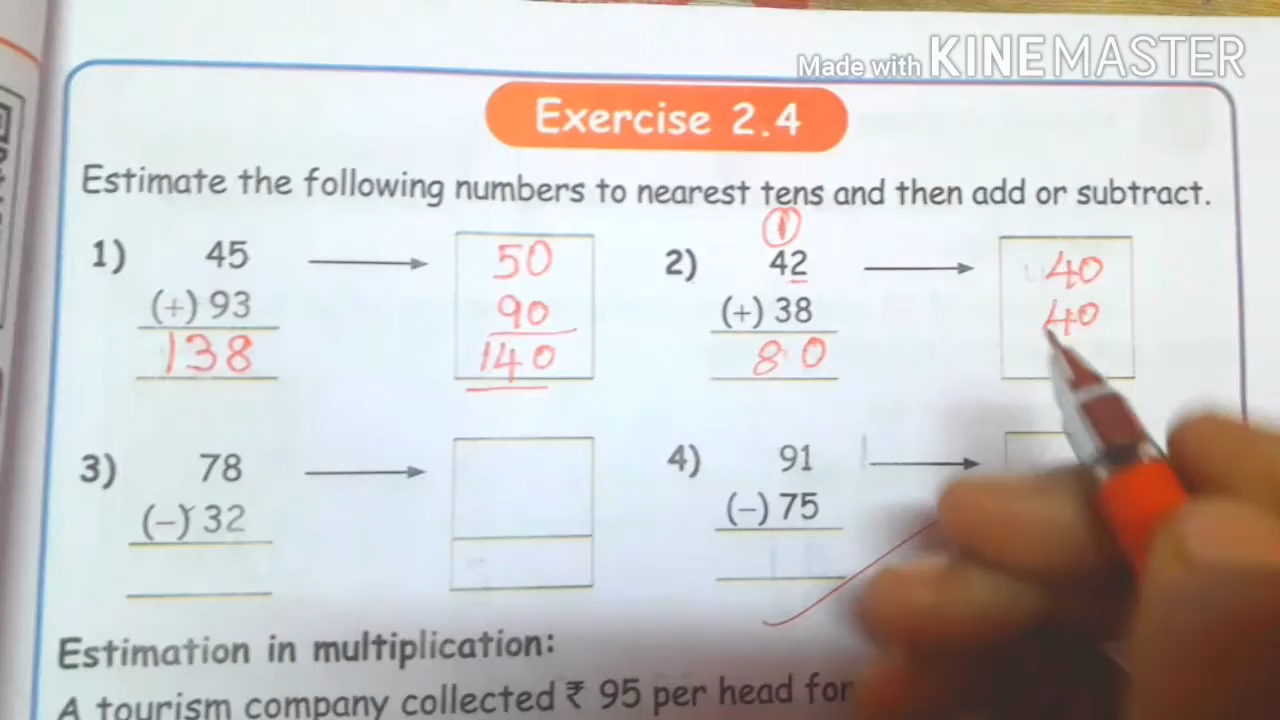 Made with KINEMASTER
Exercise 2.4
Estimate the following numbers to nearest tens and then add or subtract.
1
1) 45 50 2) 42 40
(+) 93 90 (+) 38 40
138 140 80
3) 78 4) 91
(-) 32 (-) 75
Estimation in multiplication:
A tourism company collected ₹ 95 per head for